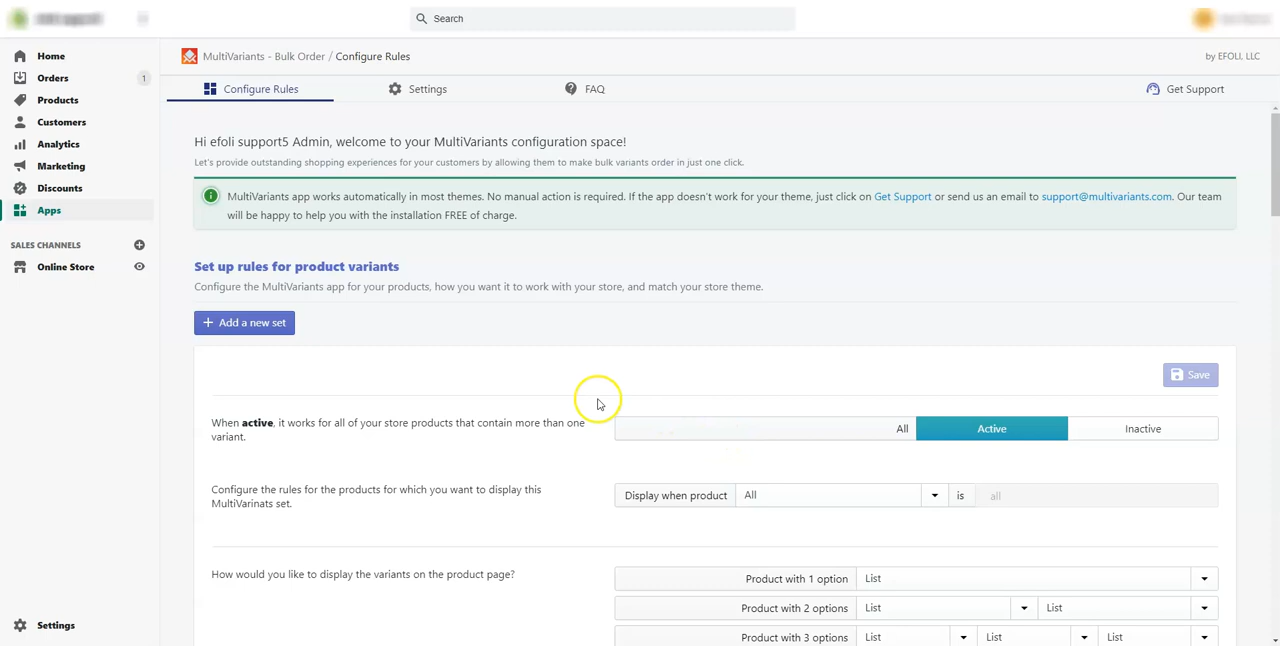 Search
Home
Orders 1
Products
Customers
Analytics
Marketing
Discounts
Apps
SALES CHANNELS
Online Store
Settings
MultiVariants - Bulk Order / Configure Rules
by EFOLI, LLC
Configure Rules
Settings
FAQ
Get Support
Hi efoli support5 Admin, welcome to your MultiVariants configuration space!
Let's provide outstanding shopping experiences for your customers by allowing them to make bulk variants order in just one click.
MultiVariants app works automatically in most themes. No manual action is required. If the app doesn't work for your theme, just click on Get Support or send us an email to support@multivariants.com. Our team
will be happy to help you with the installation FREE of charge.
Set up rules for product variants
Configure the MultiVariants app for your products, how you want it to work with your store, and match your store theme.
+ Add a new set
Save
When active, it works for all of your store products that contain more than one
variant.
All Active Inactive
Configure the rules for the products for which you want to display this
MultiVarinats set.
Display when product All is all
How would you like to display the variants on the product page?
Product with 1 option List
Product with 2 options List List
Product with 3 options List List List